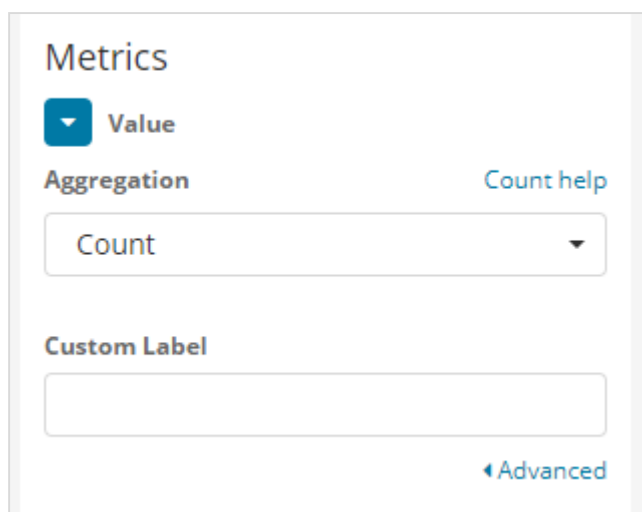 Metrics
Value
Aggregation Count help
Count
Custom Label
Advanced